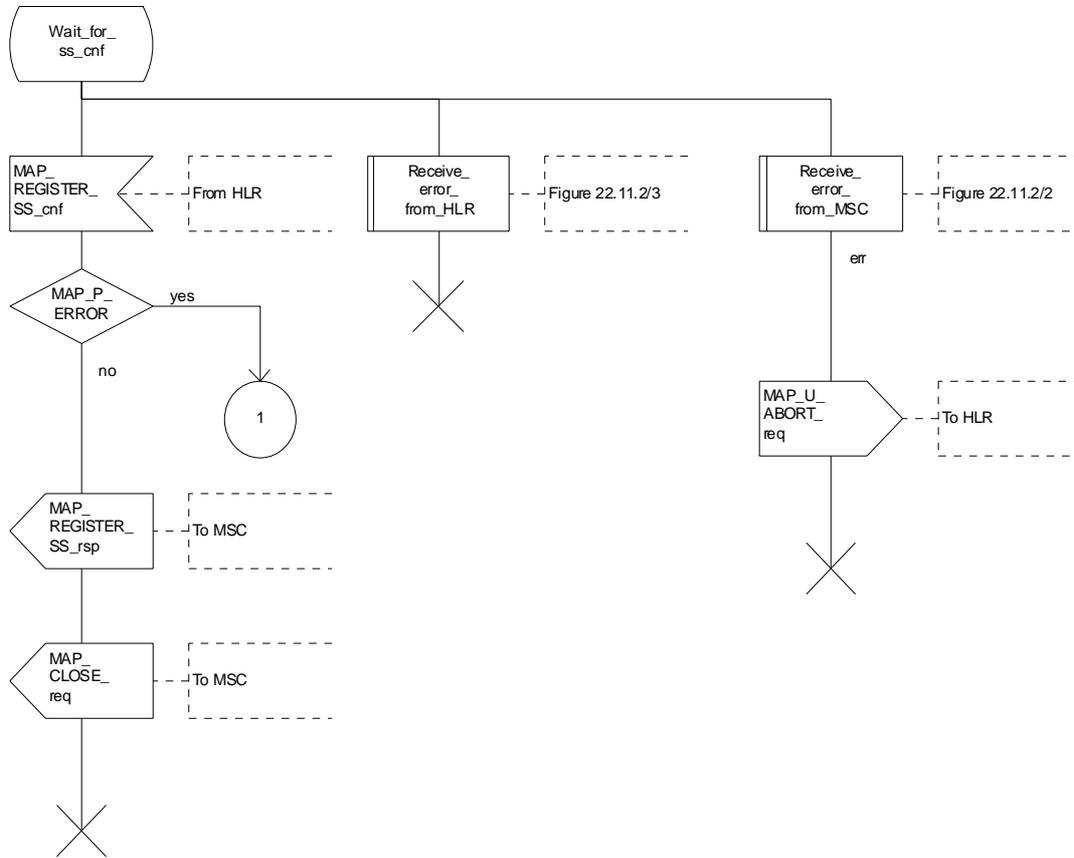 Wait_for_
ss_cnf
MAP_
REGISTER_
SS_cnf
From HLR
Receive_
error_
from_HLR
Figure 22.11.2/3
Receive_
error_
from_MSC
Figure 22.11.2/2
err
MAP_P_
ERROR
yes
no
1
MAP_U_
ABORT_
req
To HLR
MAP_
REGISTER_
SS_rsp
To MSC
MAP_
CLOSE_
req
To MSC